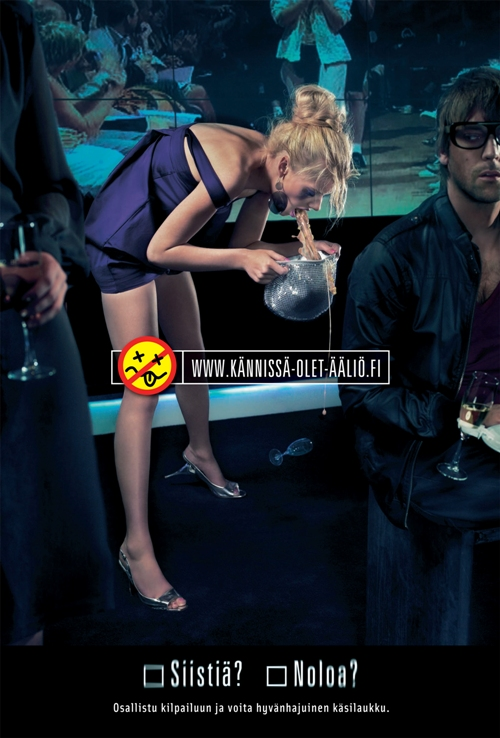 WWW.KÄNNISSÄ-OLET-ÄÄLIÖ.FI
Siistiä? Noloa?
Osallistu kilpailuun ja voita hyvänhajuinen käsilaukku.